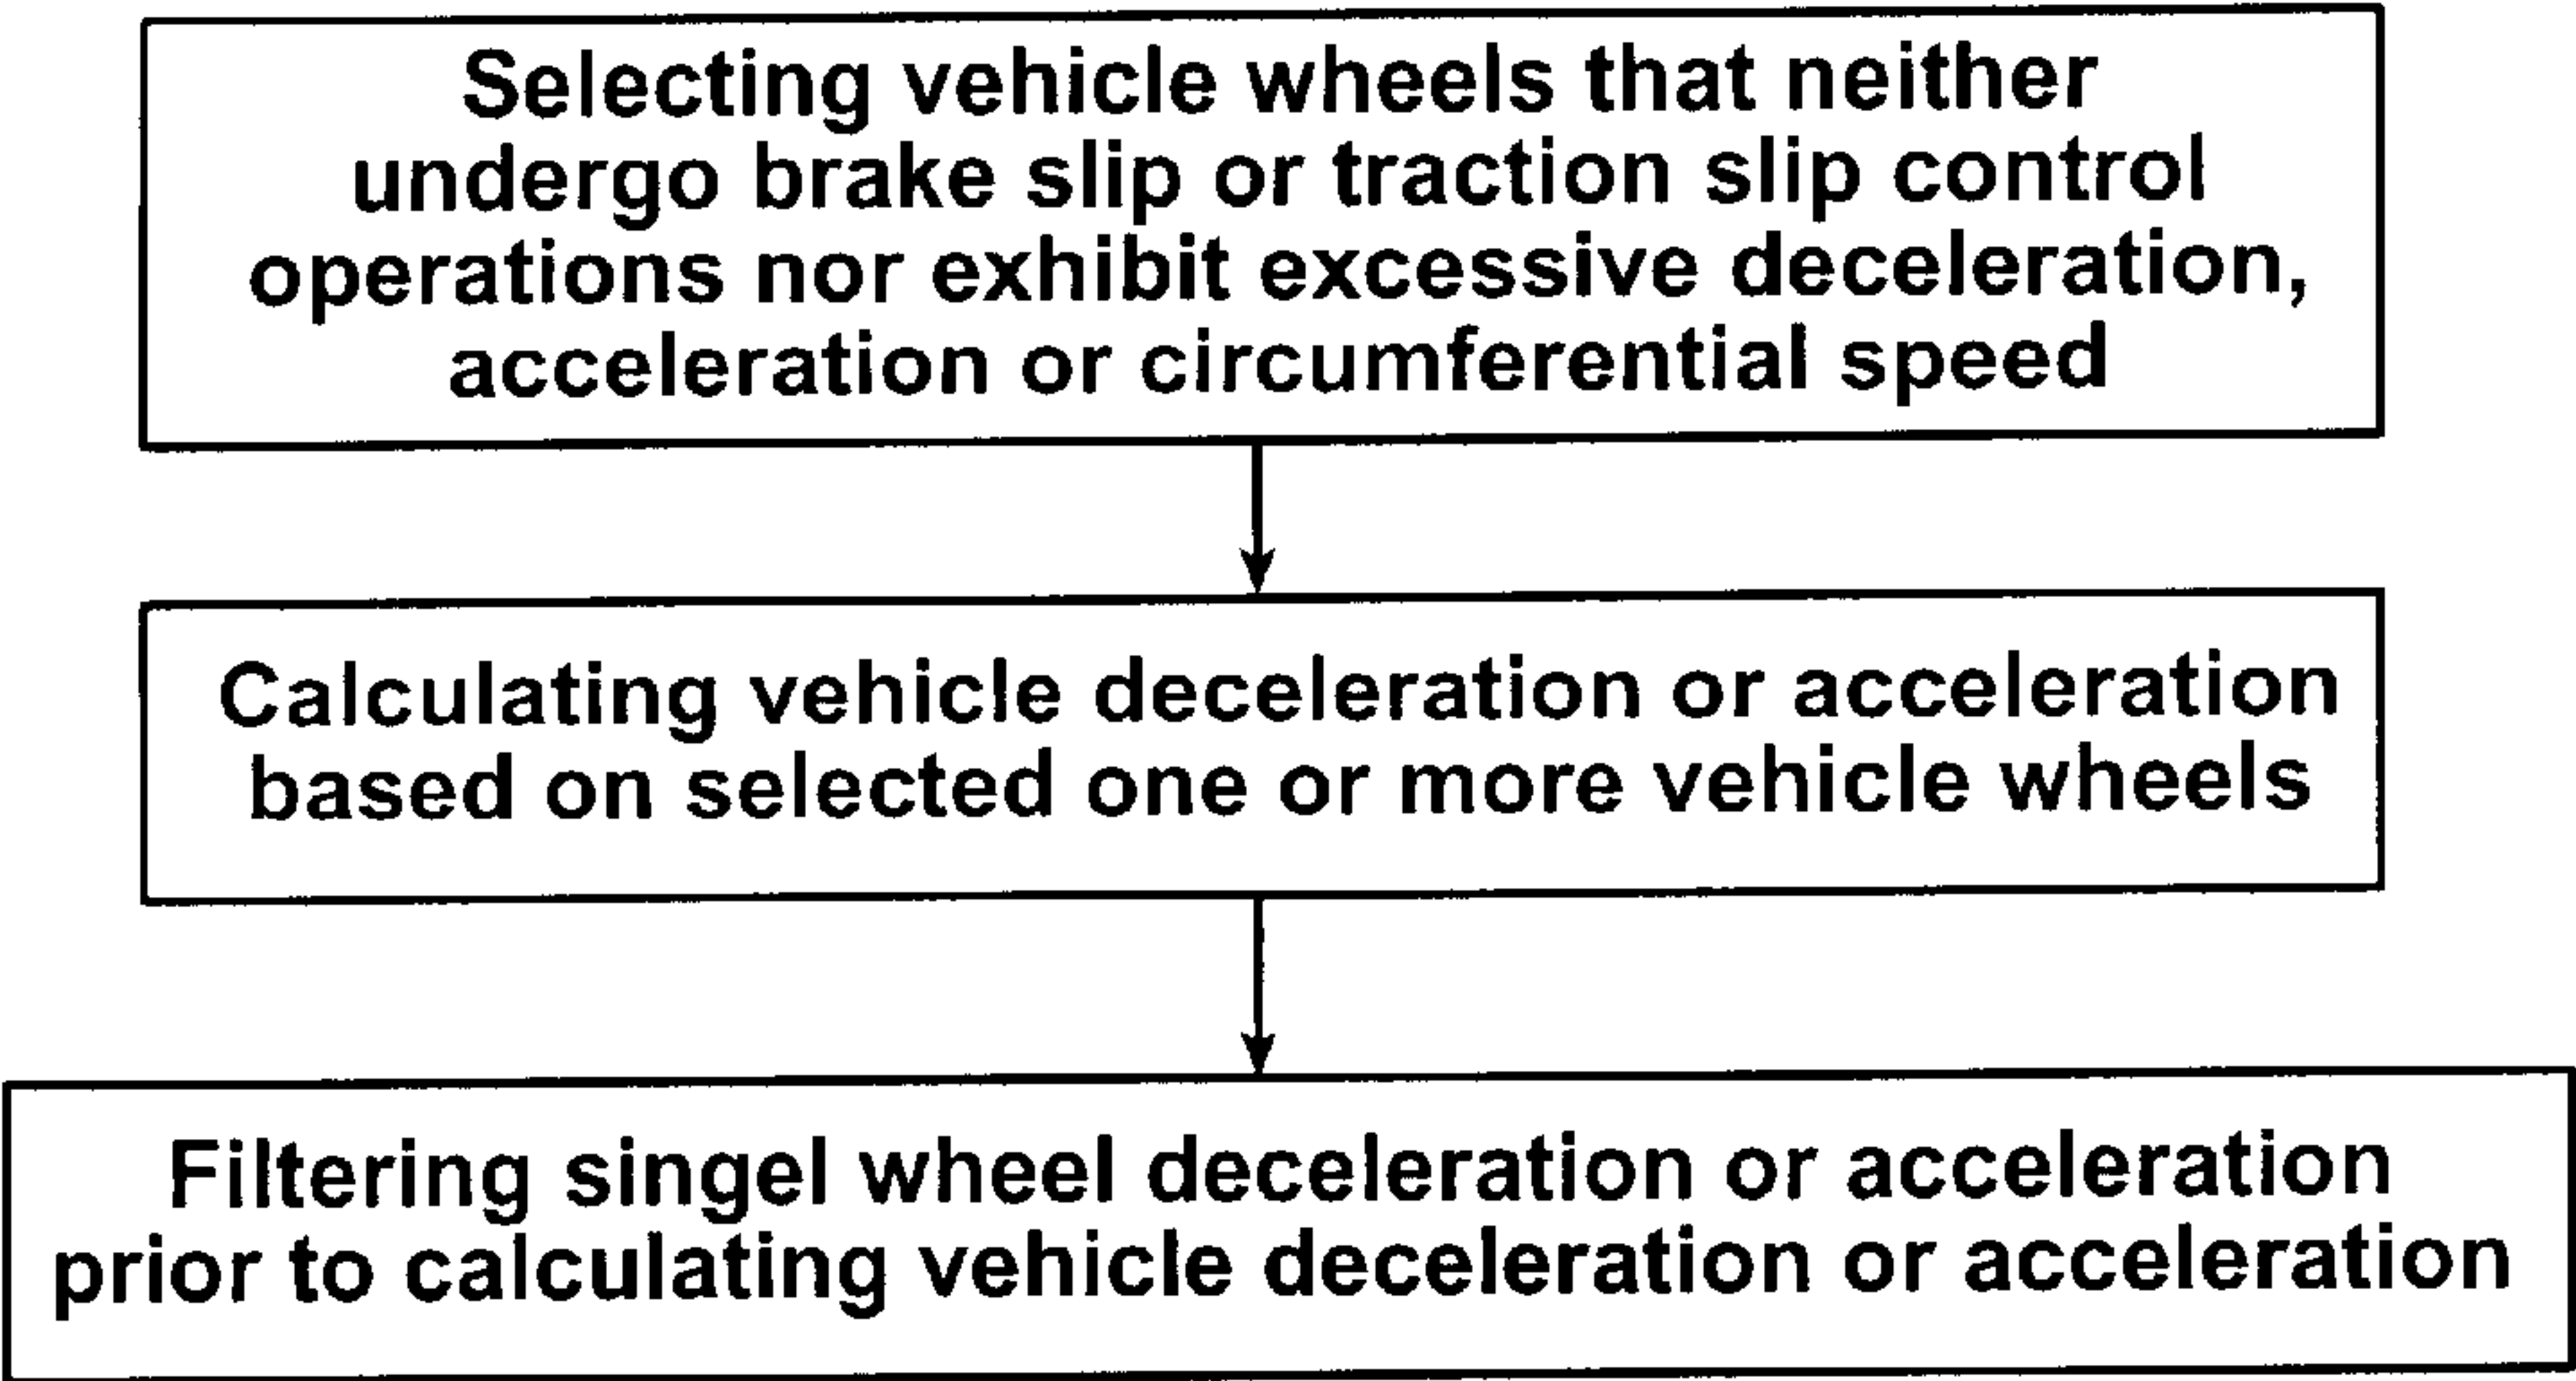 Selecting vehicle wheels that neither
undergo brake slip or traction slip control
operations nor exhibit excessive deceleration,
acceleration or circumferential speed
Calculating vehicle deceleration or acceleration
based on selected one or more vehicle wheels
Filtering singel wheel deceleration or acceleration
prior to calculating vehicle deceleration or acceleration